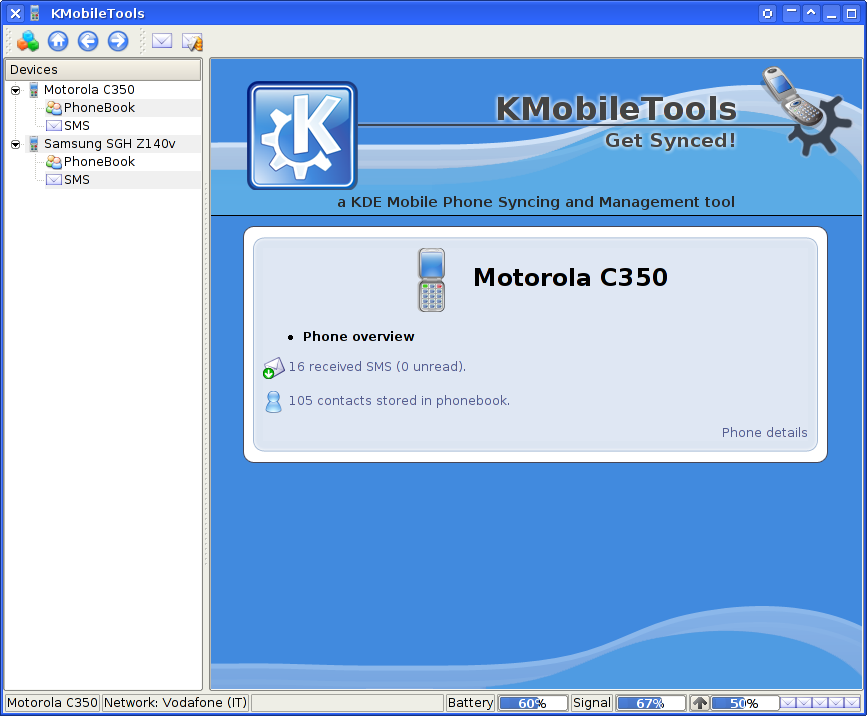 KMobileTools
Devices
Motorola C350
PhoneBook
SMS
Samsung SGH Z140v
PhoneBook
SMS
K
KMobileTools
Get Synced!
a KDE Mobile Phone Syncing and Management tool
Motorola C350
• Phone overview
16 received SMS (0 unread).
105 contacts stored in phonebook.
Phone details
Motorola C350 Network: Vodafone (IT) Battery 60% Signal 67% 50%